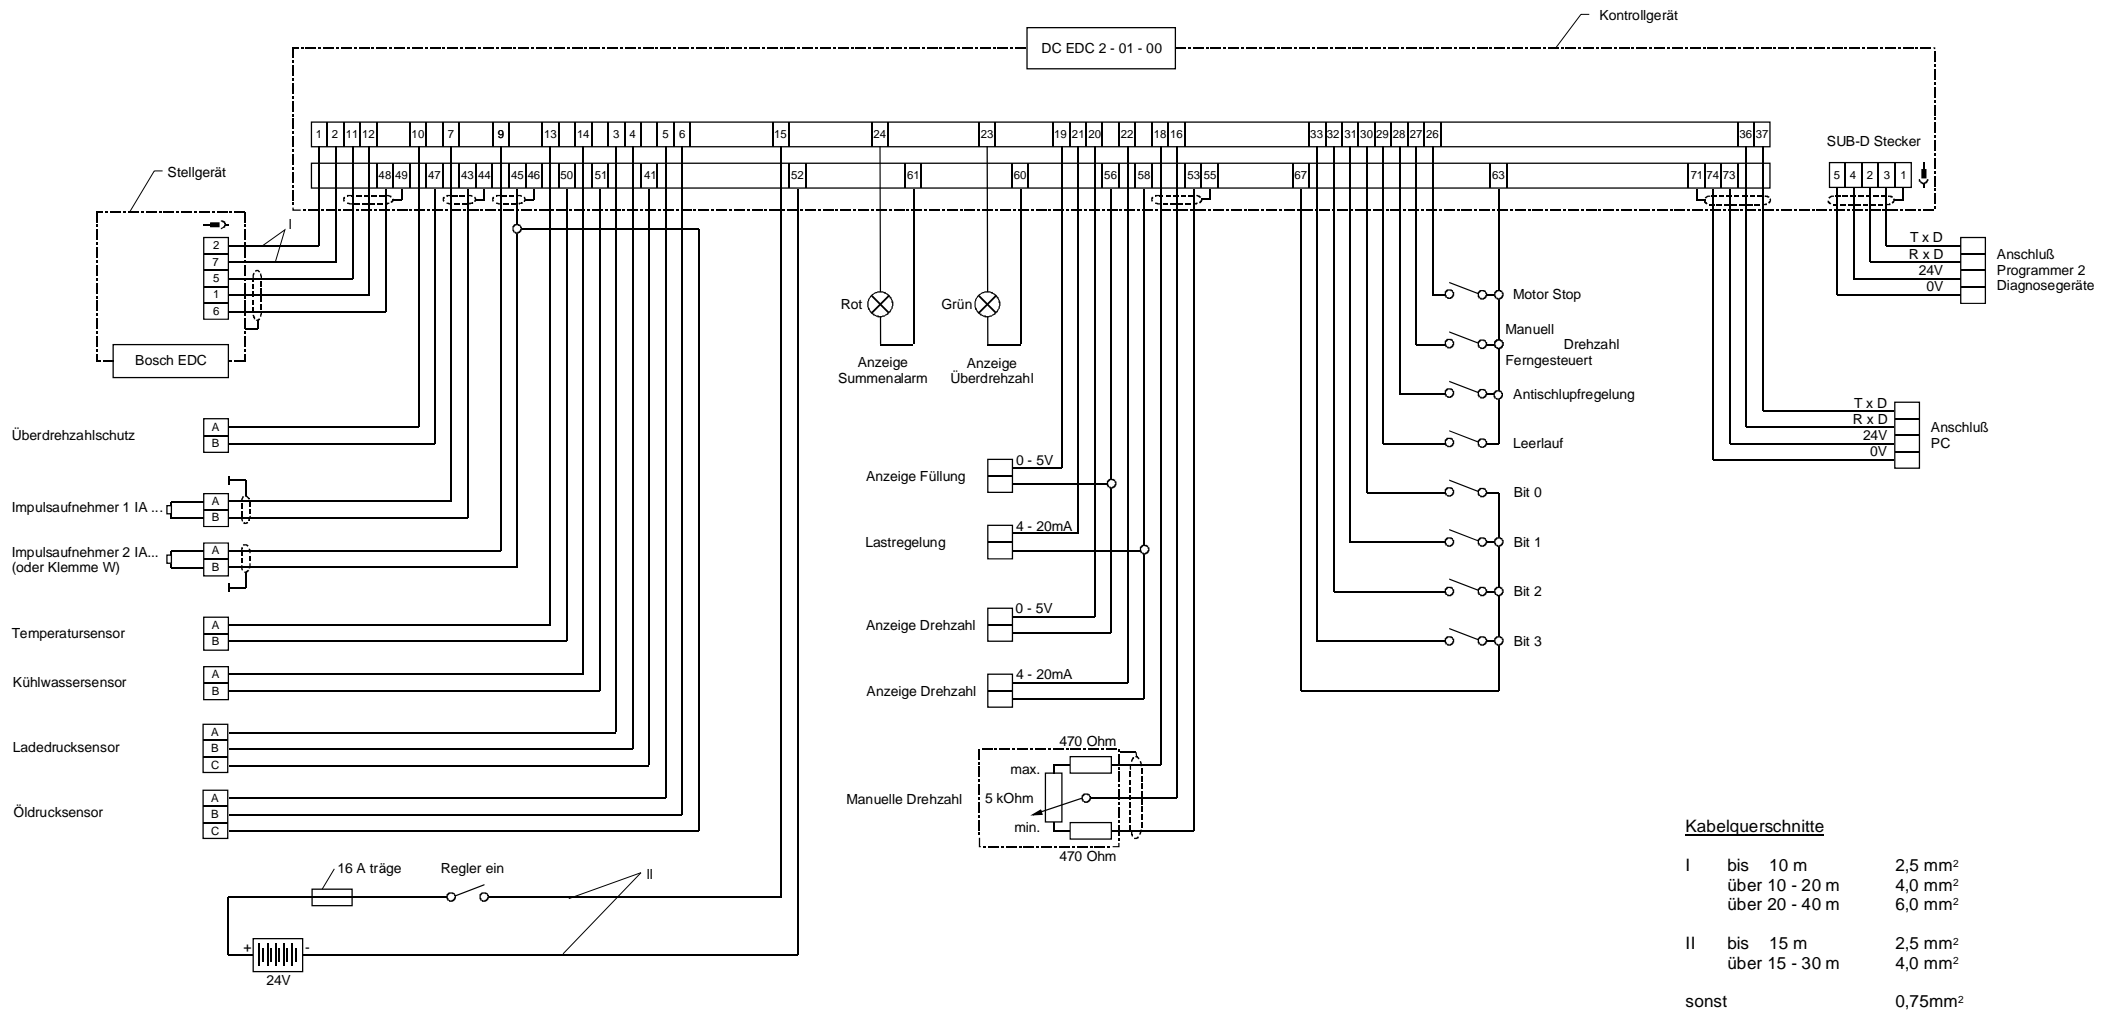 Kontrollgerät
DC EDC 2 - 01 - 00
1 2 11 12 10 7 9 13 14 3 4 5 6 15 24 23 19 21 20 22 18 16 33 32 31 30 29 28 27 26 36 37
48 49 47 43 44 45 46 50 51 41 52 61 60 56 58 53 55 67 63 71 74 73
SUB-D Stecker
5 4 2 3 1
Stellgerät
I
2
7
5
1
6
Bosch EDC
T x D
R x D
24V
0V
Anschluß
Programmer 2
Diagnosegeräte
Rot
Anzeige
Summenalarm
Grün
Anzeige
Überdrehzahl
Motor Stop
Manuell
Drehzahl
Ferngesteuert
Antischlupfregelung
Leerlauf
Bit 0
Bit 1
Bit 2
Bit 3
T x D
R x D
24V
0V
Anschluß
PC
Überdrehzahlschutz
A
B
Impulsaufnehmer 1 IA ...
A
B
Impulsaufnehmer 2 IA...
(oder Klemme W)
A
B
Temperatursensor
A
B
Kühlwassersensor
A
B
Ladedrucksensor
A
B
C
Öldrucksensor
A
B
C
Anzeige Füllung
0 - 5V
Lastregelung
4 - 20mA
Anzeige Drehzahl
0 - 5V
Anzeige Drehzahl
4 - 20mA
Manuelle Drehzahl
470 Ohm
max.
5 kOhm
min.
470 Ohm
16 A träge
Regler ein
II
+ -
24V
Kabelquerschnitte
I bis 10 m 2,5 mm²
über 10 - 20 m 4,0 mm²
über 20 - 40 m 6,0 mm²
II bis 15 m 2,5 mm²
über 15 - 30 m 4,0 mm²
sonst 0,75mm²